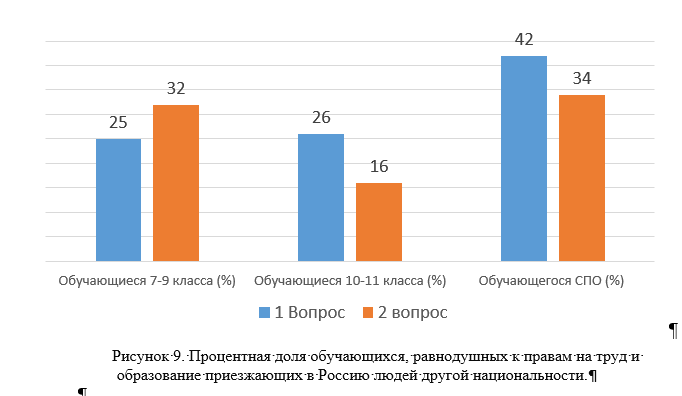 42
32
34
25
26
16
Обучающиеся 7-9 класса (%) Обучающиеся 10-11 класса (%) Обучающегося СПО (%)
1 Вопрос 2 вопрос
¶
Рисунок·9.·Процентная·доля·обучающихся,·равнодушных·к·правам·на·труд·и·
образование·приезжающих·в·Россию·людей·другой·национальности.¶
¶